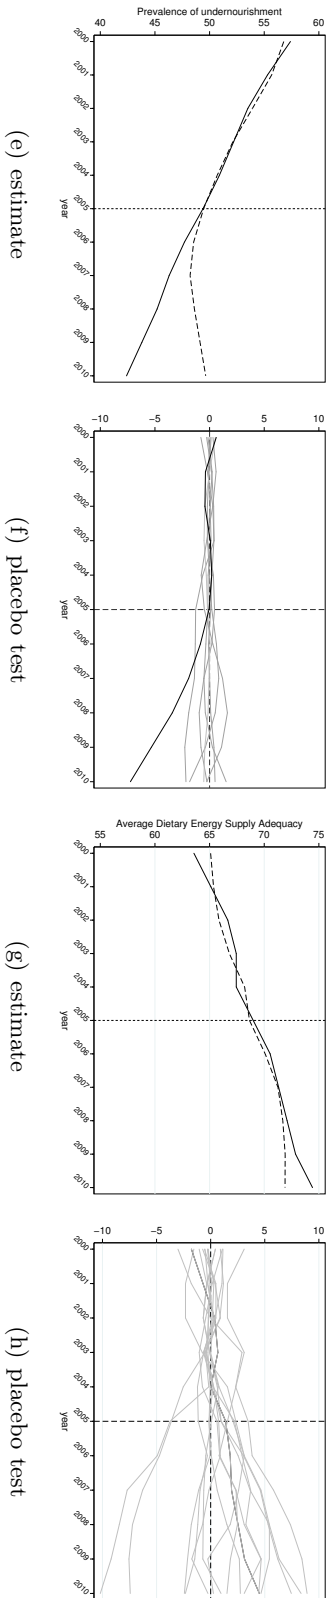 Prevalence of undernourishment
40 45 50 55 60
2000 2001 2002 2003 2004 2005 2006 2007 2008 2009 2010
year
(e) estimate
−10 −5 0 5 10
2000 2001 2002 2003 2004 2005 2006 2007 2008 2009 2010
year
(f) placebo test
Average Dietary Energy Supply Adequacy
55 60 65 70 75
2000 2001 2002 2003 2004 2005 2006 2007 2008 2009 2010
year
(g) estimate
−10 −5 0 5 10
2000 2001 2002 2003 2004 2005 2006 2007 2008 2009 2010
year
(h) placebo test